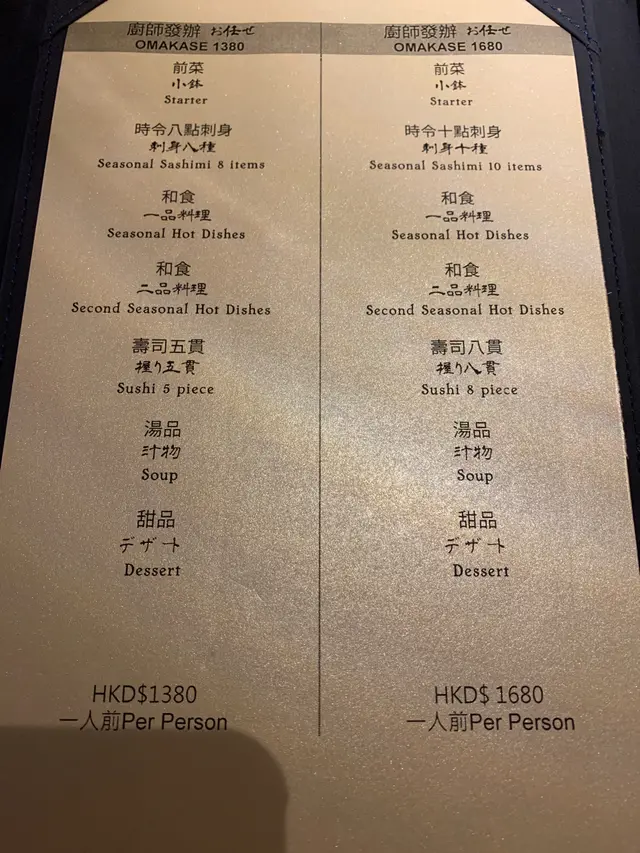 廚師發辦 お任せ
OMAKASE 1380
前菜
小鉢
Starter
時令八點刺身
刺身八種
Seasonal Sashimi 8 items
和食
一品料理
Seasonal Hot Dishes
和食
二品料理
Second Seasonal Hot Dishes
壽司五貫
握り五貫
Sushi 5 piece
湯品
汁物
Soup
甜品
デザート
Dessert
HKD$1380
一人前Per Person
廚師發辦 お任せ
OMAKASE 1680
前菜
小鉢
Starter
時令十點刺身
刺身十種
Seasonal Sashimi 10 items
和食
一品料理
Seasonal Hot Dishes
和食
二品料理
Second Seasonal Hot Dishes
壽司八貫
握り八貫
Sushi 8 piece
湯品
汁物
Soup
甜品
デザート
Dessert
HKD$ 1680
一人前Per Person